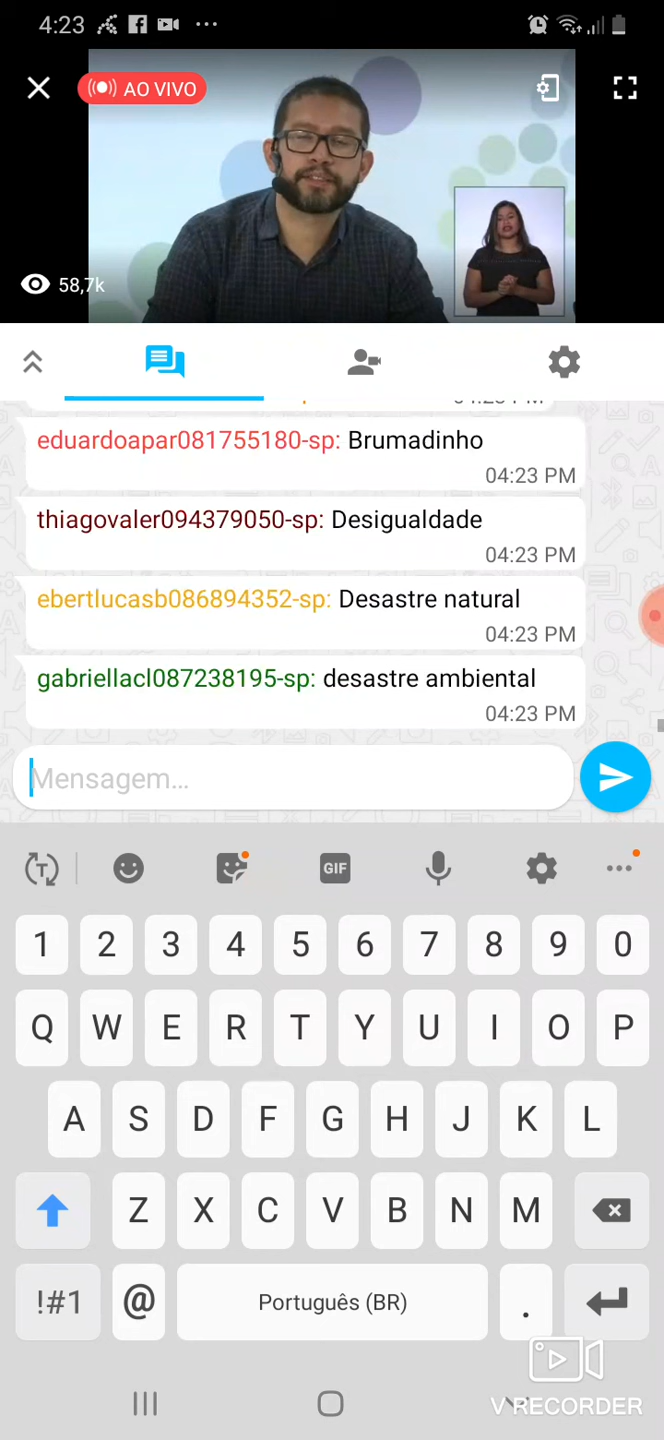 4:23
AO VIVO
58,7k
eduardoapar081755180-sp: Brumadinho
04:23 PM
thiagovaler094379050-sp: Desigualdade
04:23 PM
ebertlucasb086894352-sp: Desastre natural
04:23 PM
gabriellacl087238195-sp: desastre ambiental
04:23 PM
Mensagem...
T GIF
1 2 3 4 5 6 7 8 9 0
Q W E R T Y U I O P
A S D F G H J K L
Z X C V B N M
!#1 @ Português (BR) .
V RECORDER